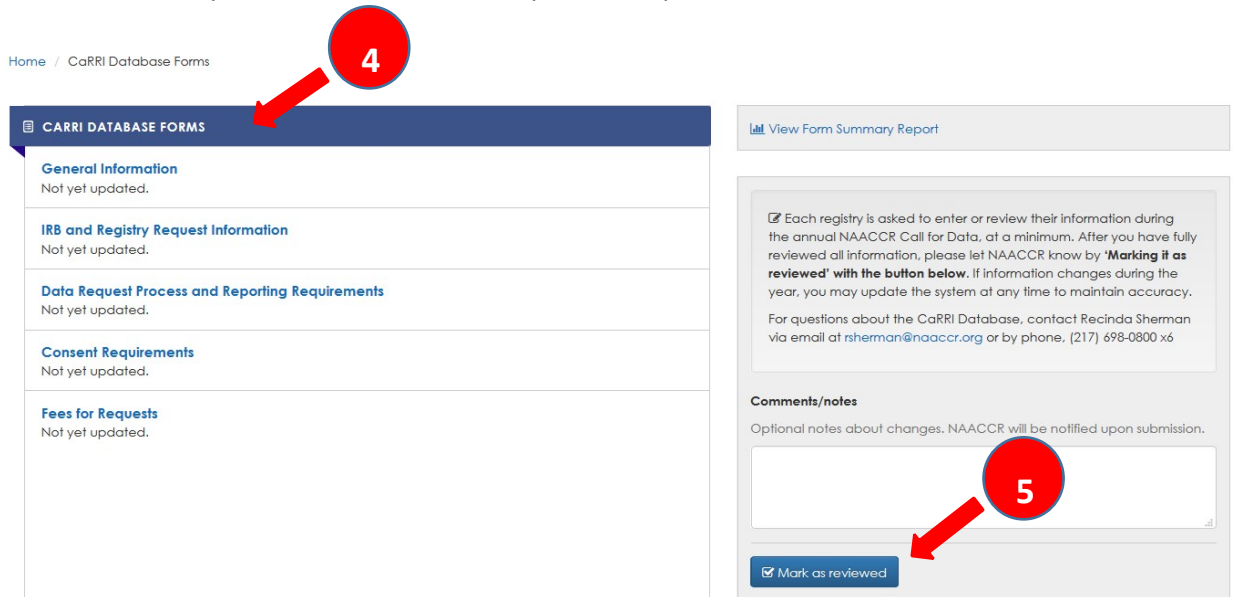 4
Home / CaRRI Database Forms
CARRI DATABASE FORMS
General Information
Not yet updated.
IRB and Registry Request Information
Not yet updated.
Data Request Process and Reporting Requirements
Not yet updated.
Consent Requirements
Not yet updated.
Fees for Requests
Not yet updated.
View Form Summary Report
Each registry is asked to enter or review their information during
the annual NAACCR Call for Data, at a minimum. After you have fully
reviewed all information, please let NAACCR know by ‘Marking it as
reviewed’ with the button below. If information changes during the
year, you may update the system at any time to maintain accuracy.
For questions about the CaRRI Database, contact Recinda Sherman
via email at rsherman@naaccr.org or by phone, (217) 698-0800 x6
Comments/notes
Optional notes about changes. NAACCR will be notified upon submission.
5
Mark as reviewed